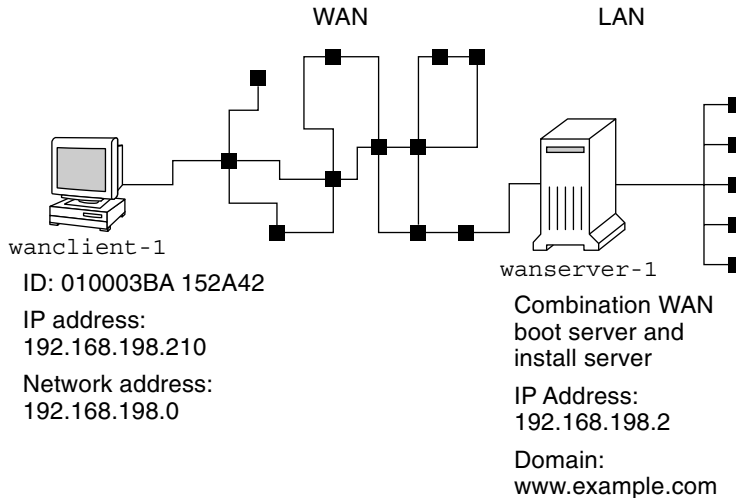 WAN
LAN
wanclient-1
ID: 010003BA 152A42
IP address:
192.168.198.210
Network address:
192.168.198.0
wanserver-1
Combination WAN
boot server and
install server
IP Address:
192.168.198.2
Domain:
www.example.com